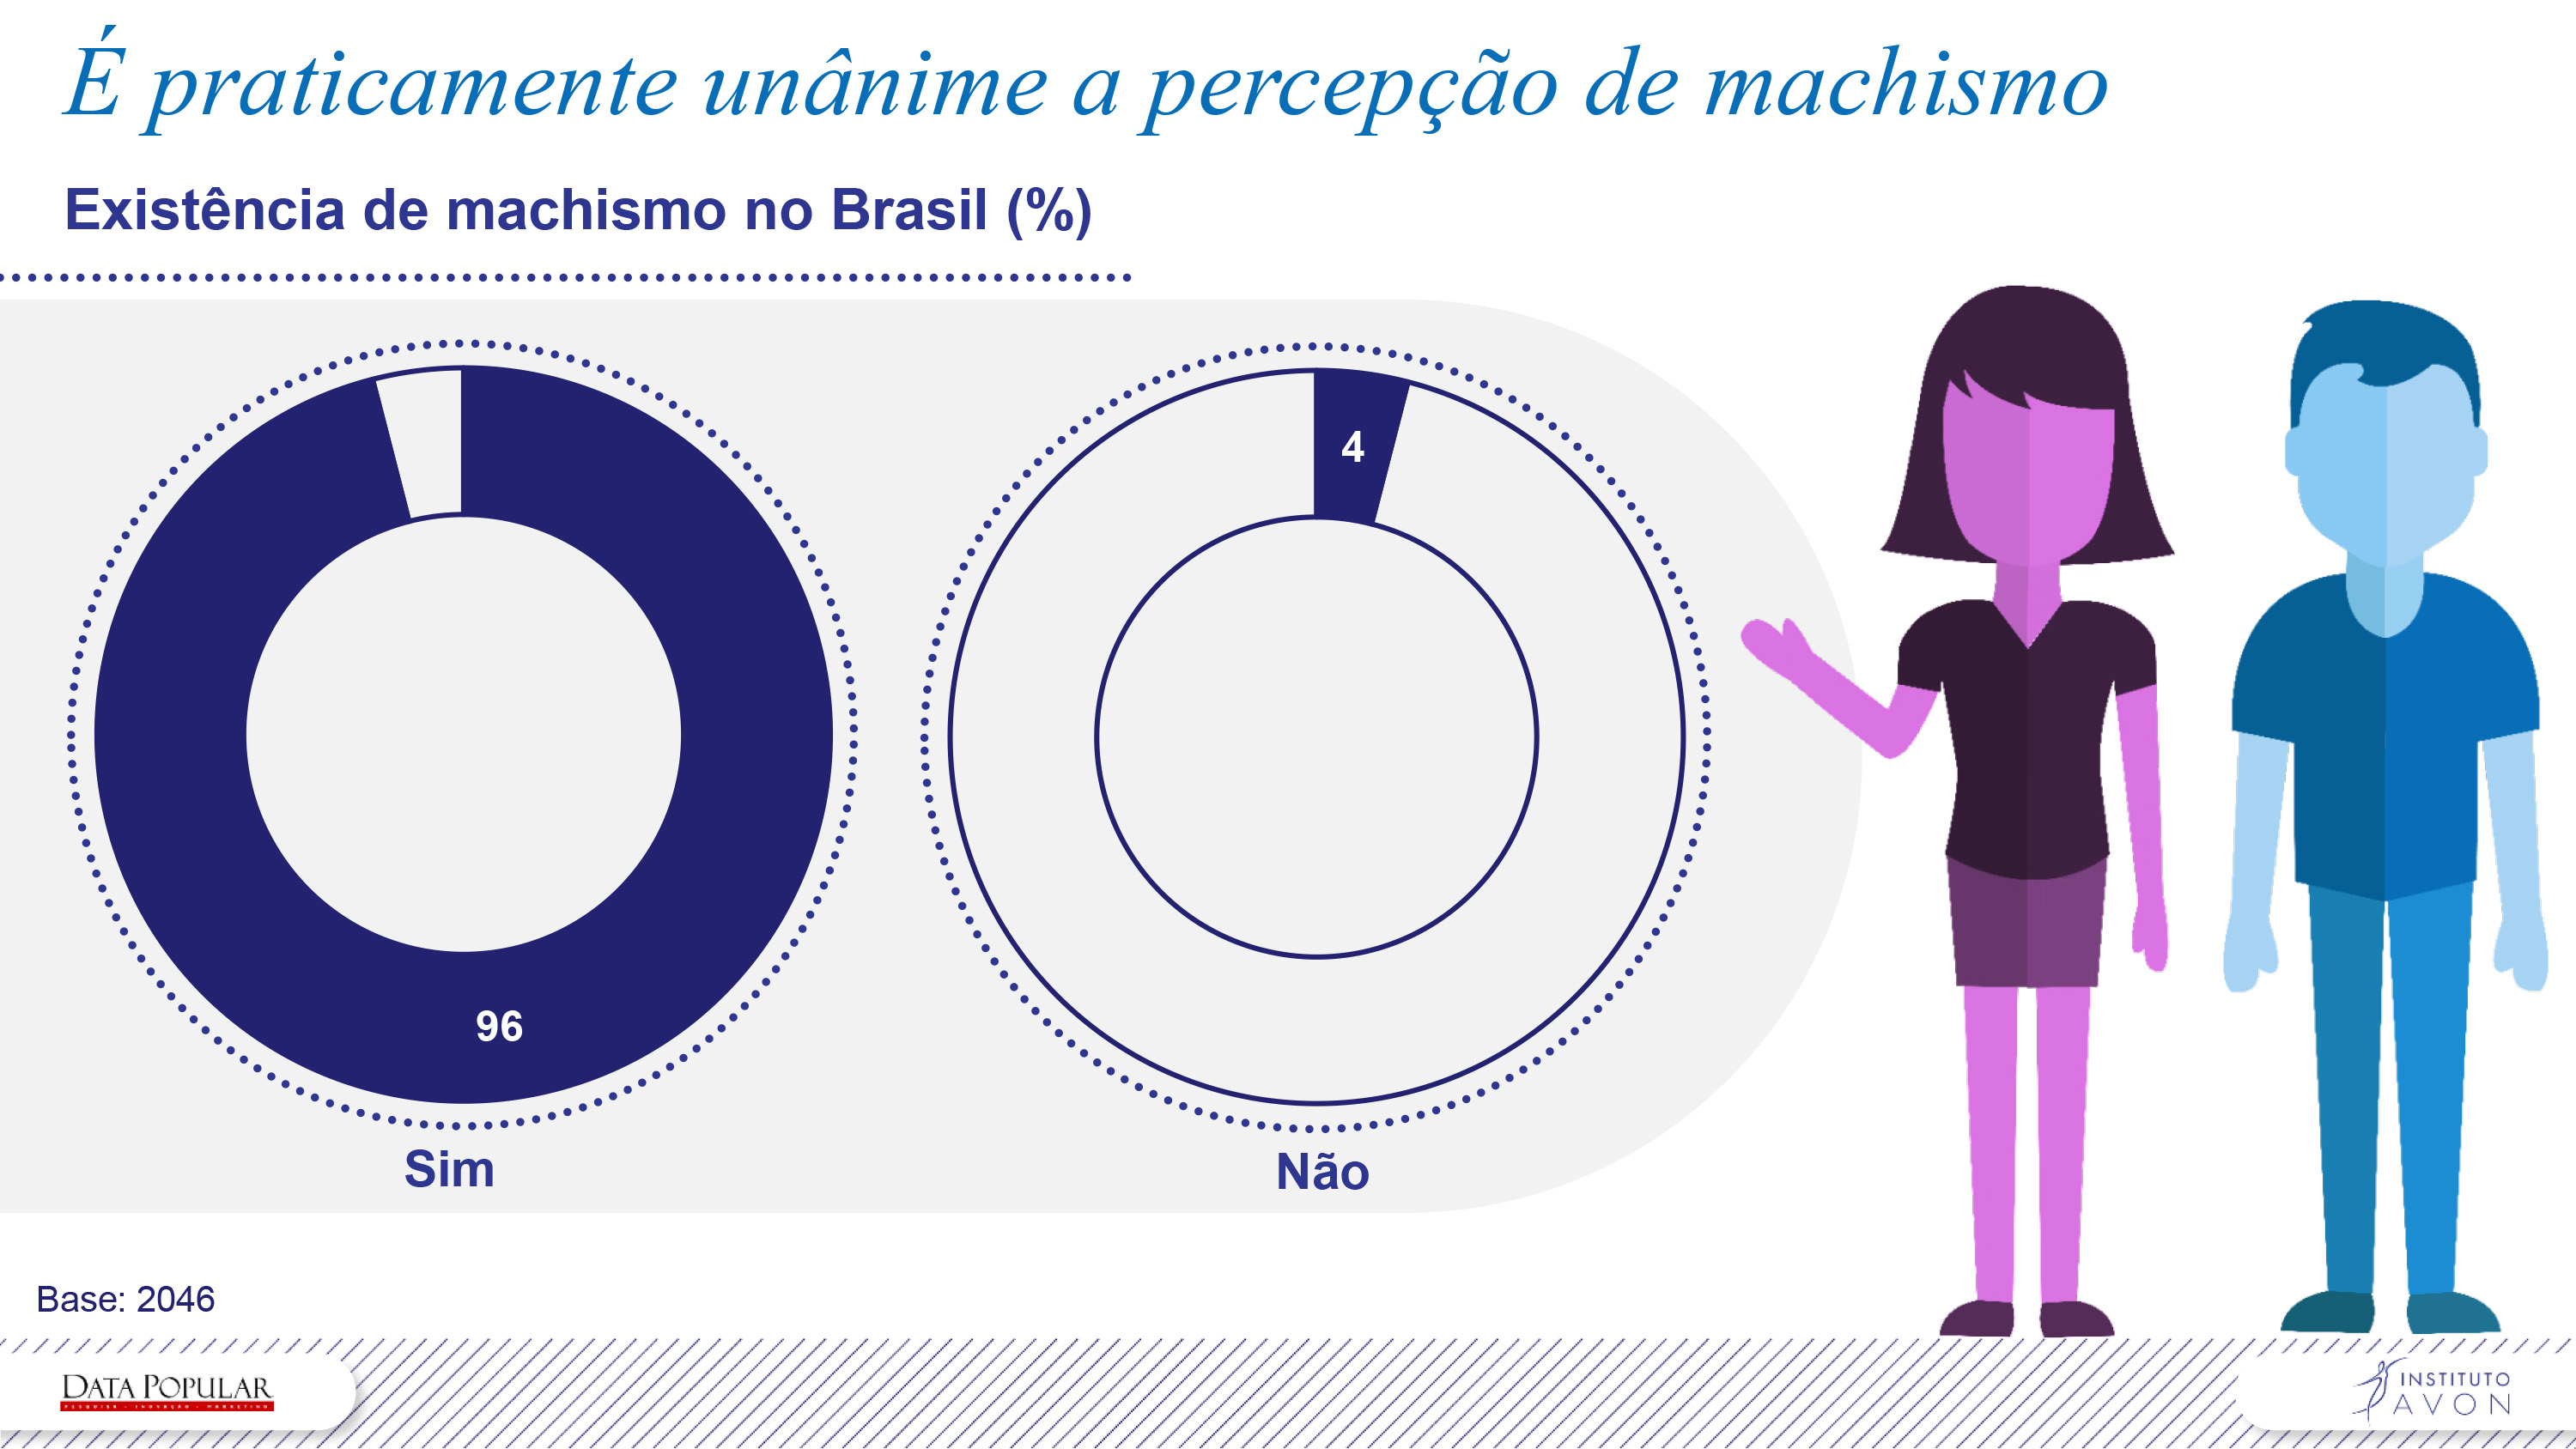 É praticamente unânime a percepção de machismo
Existência de machismo no Brasil (%)
4
96
Sim
Não
Base: 2046
DATA POPULAR
PESQUISA · INOVAÇÃO · MARKETING
INSTITUTO
AVON